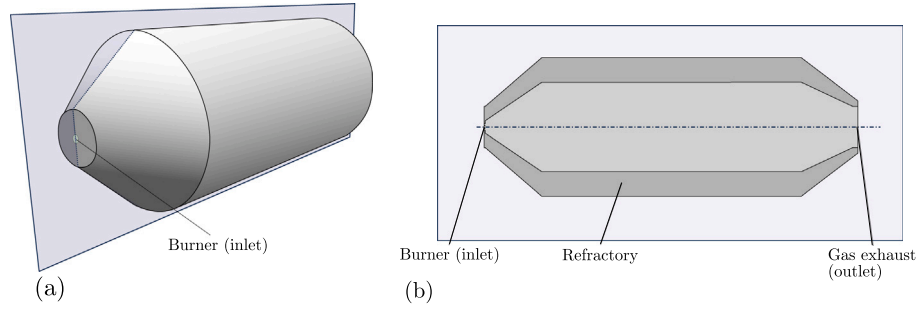 Burner (inlet)
(a)
Burner (inlet)
Refractory
Gas exhaust
(outlet)
(b)